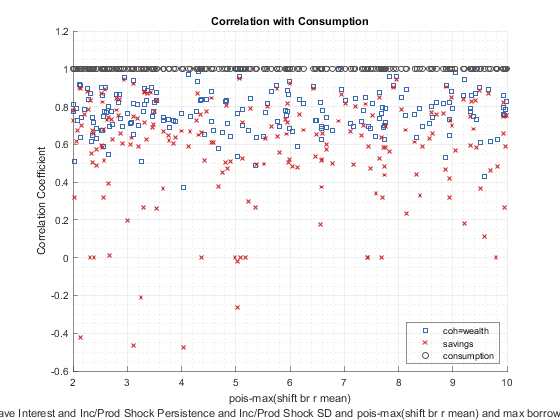 Correlation with Consumption
1.2
1
0.8
0.6
0.4
0.2
0
-0.2
-0.4
-0.6
Correlation Coefficient
2
3
4
5
6
7
8
9
10
coh=wealth
savings
consumption
pois-max(shift br r mean)
ave Interest and Inc/Prod Shock Persistence and Inc/Prod Shock SD and pois-max(shift br r mean) and max borrow